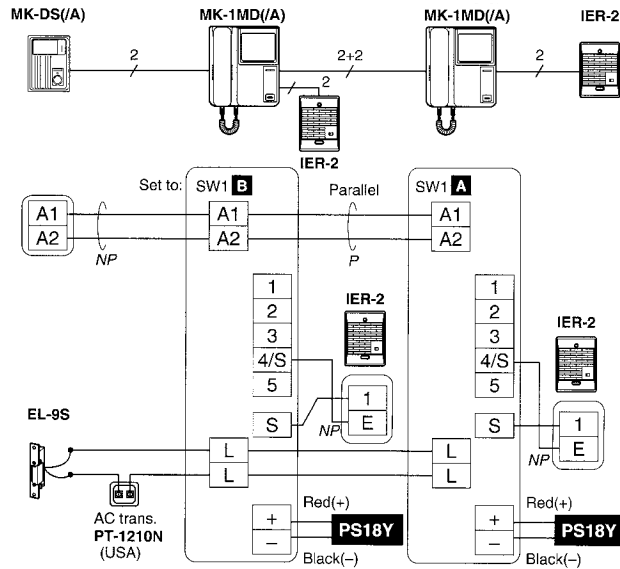 MK-DS(/A)
MK-1MD(/A)
MK-1MD(/A)
IER-2
2
2+2
2
2
IER-2
Set to:
SW1 B
Parallel
SW1 A
A1
A2
NP
A1
A2
P
A1
A2
1
2
3
4/S
5
S
IER-2
1
E
NP
1
2
3
4/S
5
S
IER-2
1
E
NP
EL-9S
L
L
L
L
AC trans.
PT-1210N
(USA)
+
–
Red(+)
PS18Y
Black(–)
+
–
Red(+)
PS18Y
Black(–)